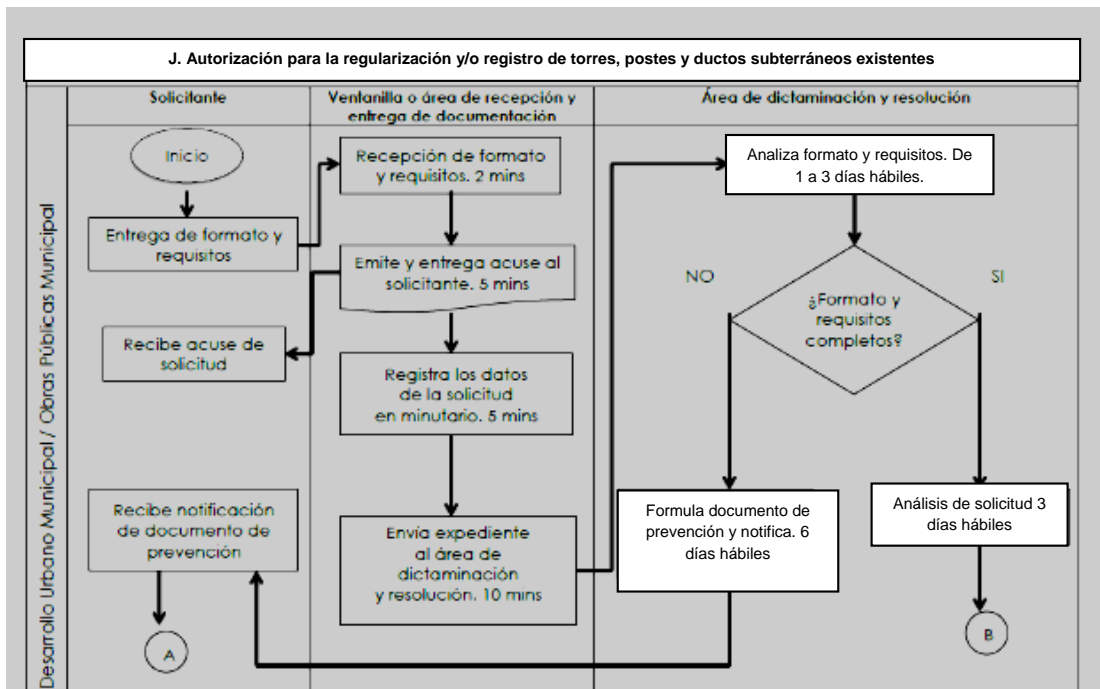 J. Autorización para la regularización y/o registro de torres, postes y ductos subterráneos existentes
Desarrollo Urbano Municipal / Obras Públicas Municipal
Solicitante
Ventanilla o área de recepción y
entrega de documentación
Área de dictaminación y resolución
Inicio
Entrega de formato y
requisitos
Recepción de formato
y requisitos. 2 mins
Emite y entrega acuse al
solicitante. 5 mins
Recibe acuse de
solicitud
Registra los datos
de la solicitud
en minutario. 5 mins
Envía expediente
al área de
dictaminación
y resolución. 10 mins
Analiza formato y requisitos. De
1 a 3 días hábiles.
¿Formato y
requisitos
completos?
NO
SI
Formula documento de
prevención y notifica. 6
días hábiles
Análisis de solicitud 3
días hábiles
Recibe notificación
de documento de
prevención
A
B